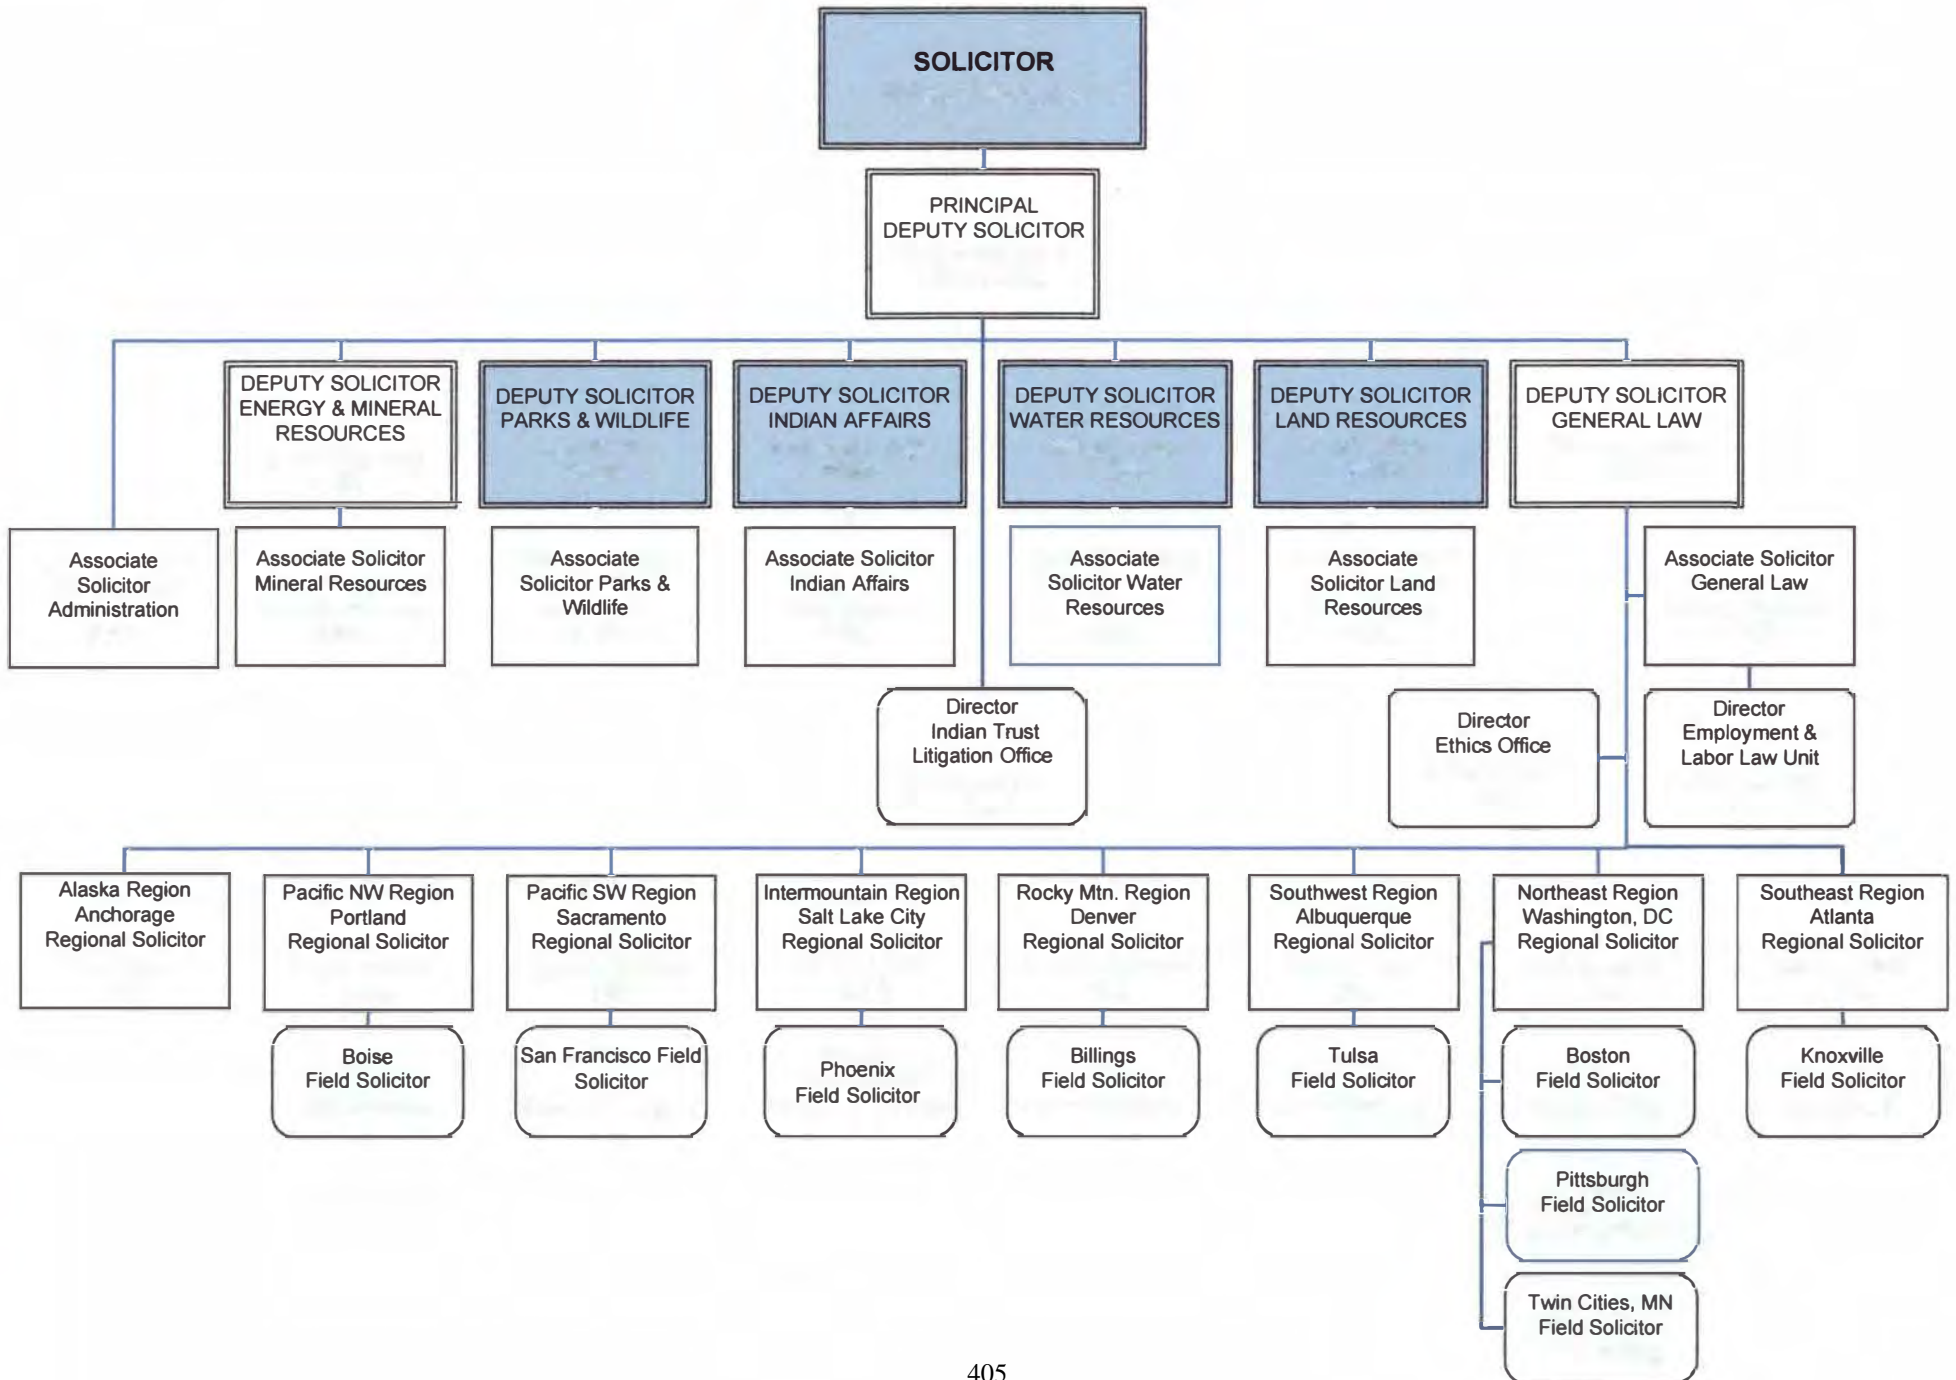 SOLICITOR
PRINCIPAL
DEPUTY SOLICITOR
DEPUTY SOLICITOR
ENERGY & MINERAL
RESOURCES
DEPUTY SOLICITOR
PARKS & WILDLIFE
DEPUTY SOLICITOR
INDIAN AFFAIRS
DEPUTY SOLICITOR
WATER RESOURCES
DEPUTY SOLICITOR
LAND RESOURCES
DEPUTY SOLICITOR
GENERAL LAW
Associate
Solicitor
Administration
Associate Solicitor
Mineral Resources
Associate
Solicitor Parks &
Wildlife
Associate Solicitor
Indian Affairs
Associate
Solicitor Water
Resources
Associate
Solicitor Land
Resources
Associate Solicitor
General Law
Director
Indian Trust
Litigation Office
Director
Ethics Office
Director
Employment &
Labor Law Unit
Alaska Region
Anchorage
Regional Solicitor
Pacific NW Region
Portland
Regional Solicitor
Pacific SW Region
Sacramento
Regional Solicitor
Intermountain Region
Salt Lake City
Regional Solicitor
Rocky Mtn. Region
Denver
Regional Solicitor
Southwest Region
Albuquerque
Regional Solicitor
Northeast Region
Washington, DC
Regional Solicitor
Southeast Region
Atlanta
Regional Solicitor
Boise
Field Solicitor
San Francisco Field
Solicitor
Phoenix
Field Solicitor
Billings
Field Solicitor
Tulsa
Field Solicitor
Boston
Field Solicitor
Knoxville
Field Solicitor
Pittsburgh
Field Solicitor
Twin Cities, MN
Field Solicitor
405